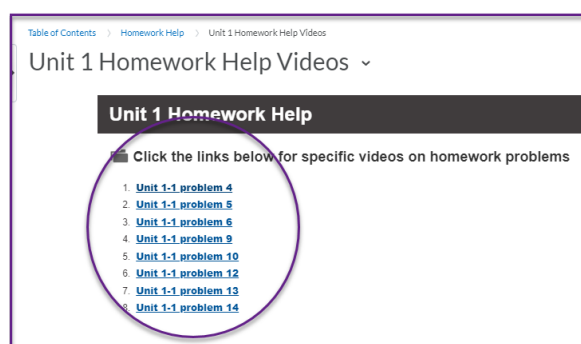 Table of Contents > Homework Help > Unit 1 Homework Help Videos
Unit 1 Homework Help Videos
Unit 1 Homework Help
Click the links below for specific videos on homework problems
1. Unit 1-1 problem 4
2. Unit 1-1 problem 5
3. Unit 1-1 problem 6
4. Unit 1-1 problem 9
5. Unit 1-1 problem 10
6. Unit 1-1 problem 12
7. Unit 1-1 problem 13
8. Unit 1-1 problem 14